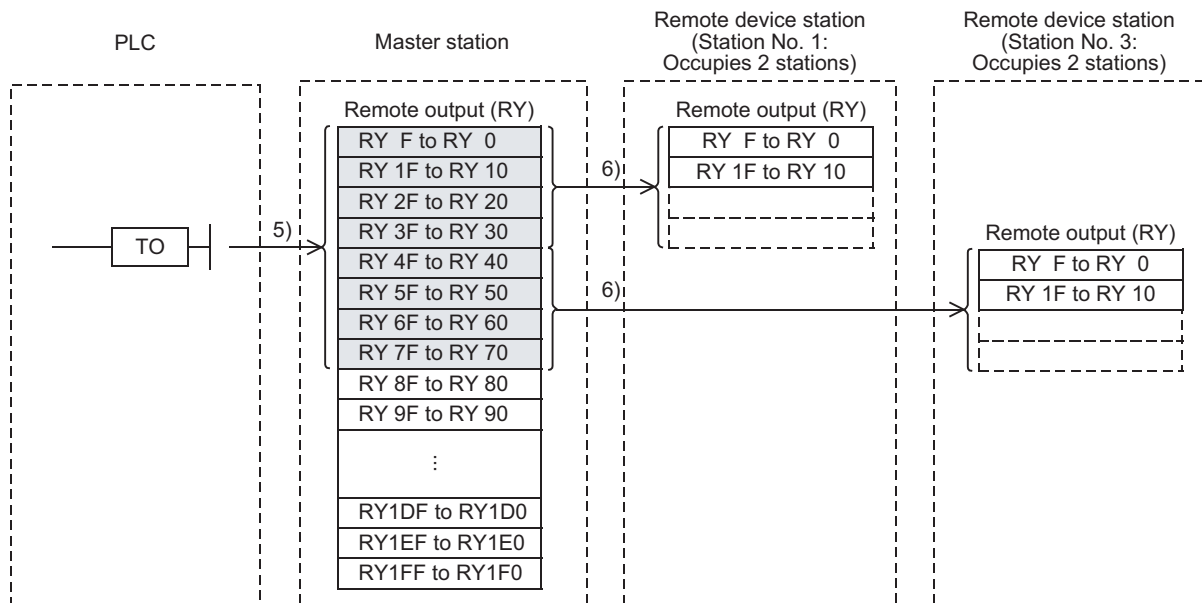 PLC
Master station
Remote device station
(Station No. 1:
Occupies 2 stations)
Remote device station
(Station No. 3:
Occupies 2 stations)
TO
5)
Remote output (RY)
RY F to RY 0
RY 1F to RY 10
RY 2F to RY 20
RY 3F to RY 30
RY 4F to RY 40
RY 5F to RY 50
RY 6F to RY 60
RY 7F to RY 70
RY 8F to RY 80
RY 9F to RY 90
⋮
RY1DF to RY1D0
RY1EF to RY1E0
RY1FF to RY1F0
6)
6)
Remote output (RY)
RY F to RY 0
RY 1F to RY 10
Remote output (RY)
RY F to RY 0
RY 1F to RY 10